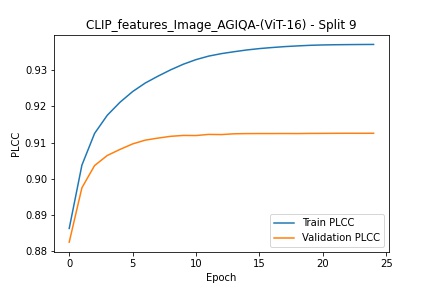 CLIP_features_Image_AGIQA-(ViT-16) - Split 9
PLCC
0.93
0.92
0.91
0.90
0.89
0.88
0
5
10
15
20
25
Epoch
Train PLCC
Validation PLCC